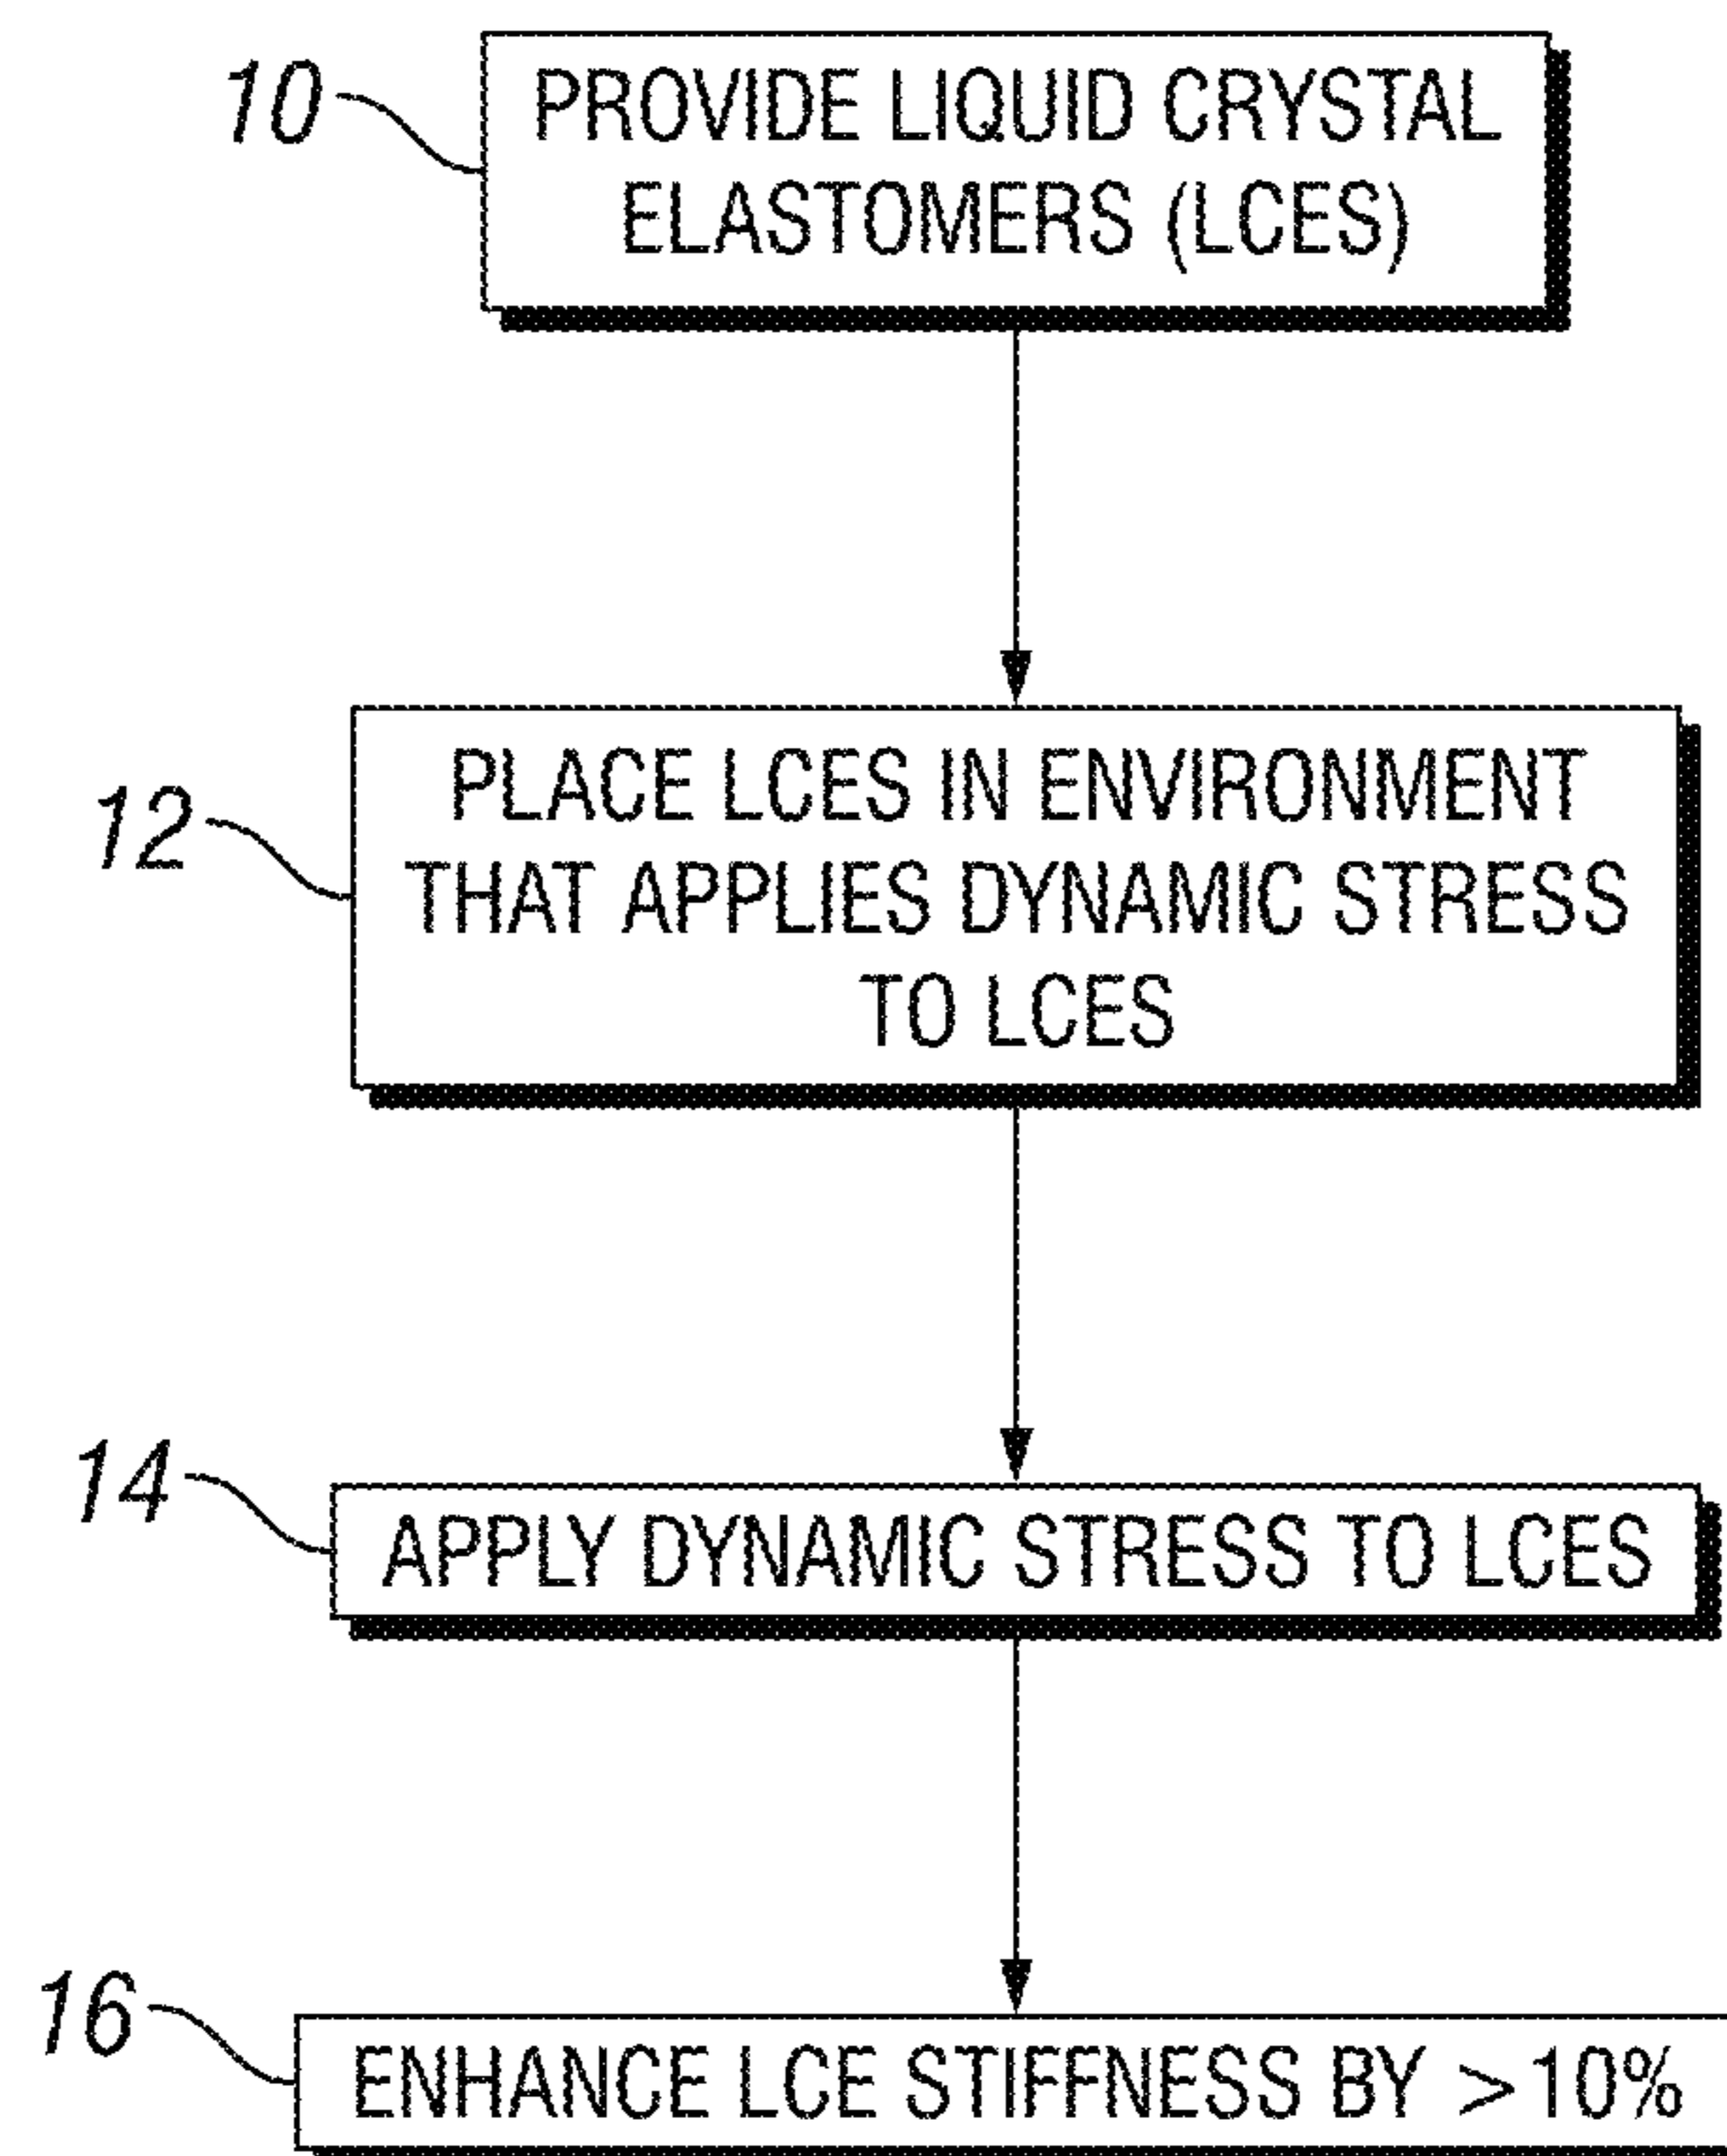 10
PROVIDE LIQUID CRYSTAL
ELASTOMERS (LCES)
12
PLACE LCES IN ENVIRONMENT
THAT APPLIES DYNAMIC STRESS
TO LCES
14
APPLY DYNAMIC STRESS TO LCES
16
ENHANCE LCE STIFFNESS BY >10%